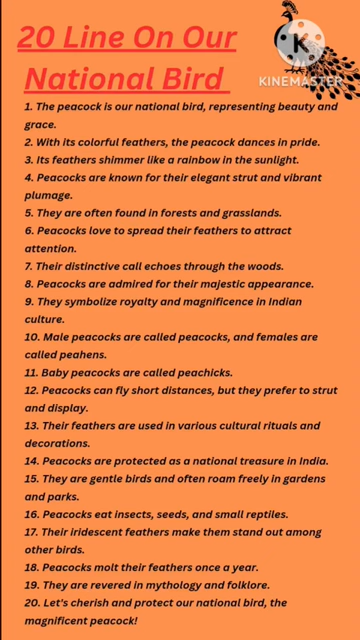 20 Line On Our
National Bird
KINEMASTER
1. The peacock is our national bird, representing beauty and
grace.
2. With its colorful feathers, the peacock dances in pride.
3. Its feathers shimmer like a rainbow in the sunlight.
4. Peacocks are known for their elegant strut and vibrant
plumage.
5. They are often found in forests and grasslands.
6. Peacocks love to spread their feathers to attract
attention.
7. Their distinctive call echoes through the woods.
8. Peacocks are admired for their majestic appearance.
9. They symbolize royalty and magnificence in Indian
culture.
10. Male peacocks are called peacocks, and females are
called peahens.
11. Baby peacocks are called peachicks.
12. Peacocks can fly short distances, but they prefer to strut
and display.
13. Their feathers are used in various cultural rituals and
decorations.
14. Peacocks are protected as a national treasure in India.
15. They are gentle birds and often roam freely in gardens
and parks.
16. Peacocks eat insects, seeds, and small reptiles.
17. Their iridescent feathers make them stand out among
other birds.
18. Peacocks molt their feathers once a year.
19. They are revered in mythology and folklore.
20. Let's cherish and protect our national bird, the
magnificent peacock!